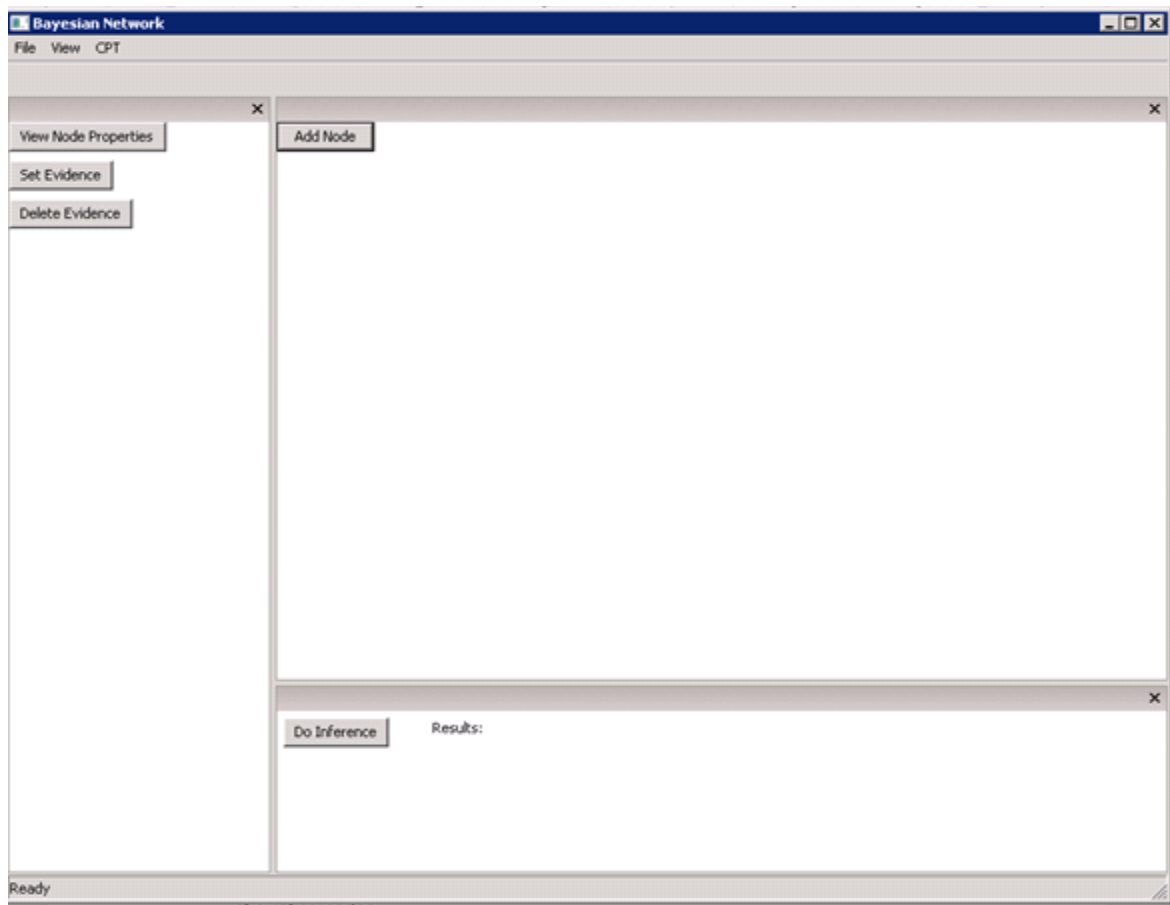 Bayesian Network
File View CPT
View Node Properties
Set Evidence
Delete Evidence
Add Node
Do Inference
Results:
Ready